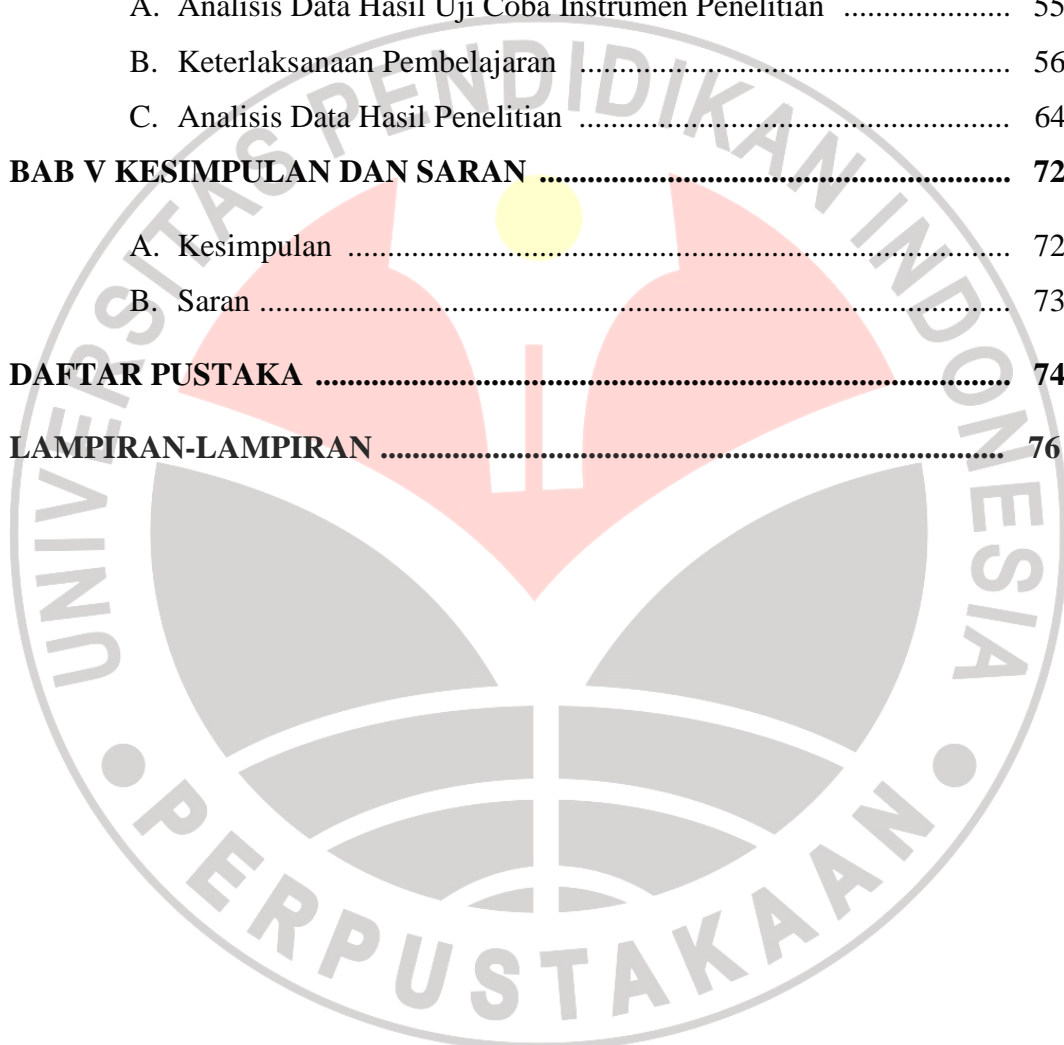 A. Analisis Data Hasil Uji Coba Instrumen Penelitian .................... 55
B. Keterlaksanaan Pembelajaran ...................................................... 56
C. Analisis Data Hasil Penelitian ...................................................... 64
BAB V KESIMPULAN DAN SARAN ........................................................... 72
A. Kesimpulan ................................................................................... 72
B. Saran .............................................................................................. 73
DAFTAR PUSTAKA ....................................................................................... 74
LAMPIRAN-LAMPIRAN .............................................................................. 76
UNIVERSITAS PENDIDIKAN INDONESIA
PERPUSTAKAAN